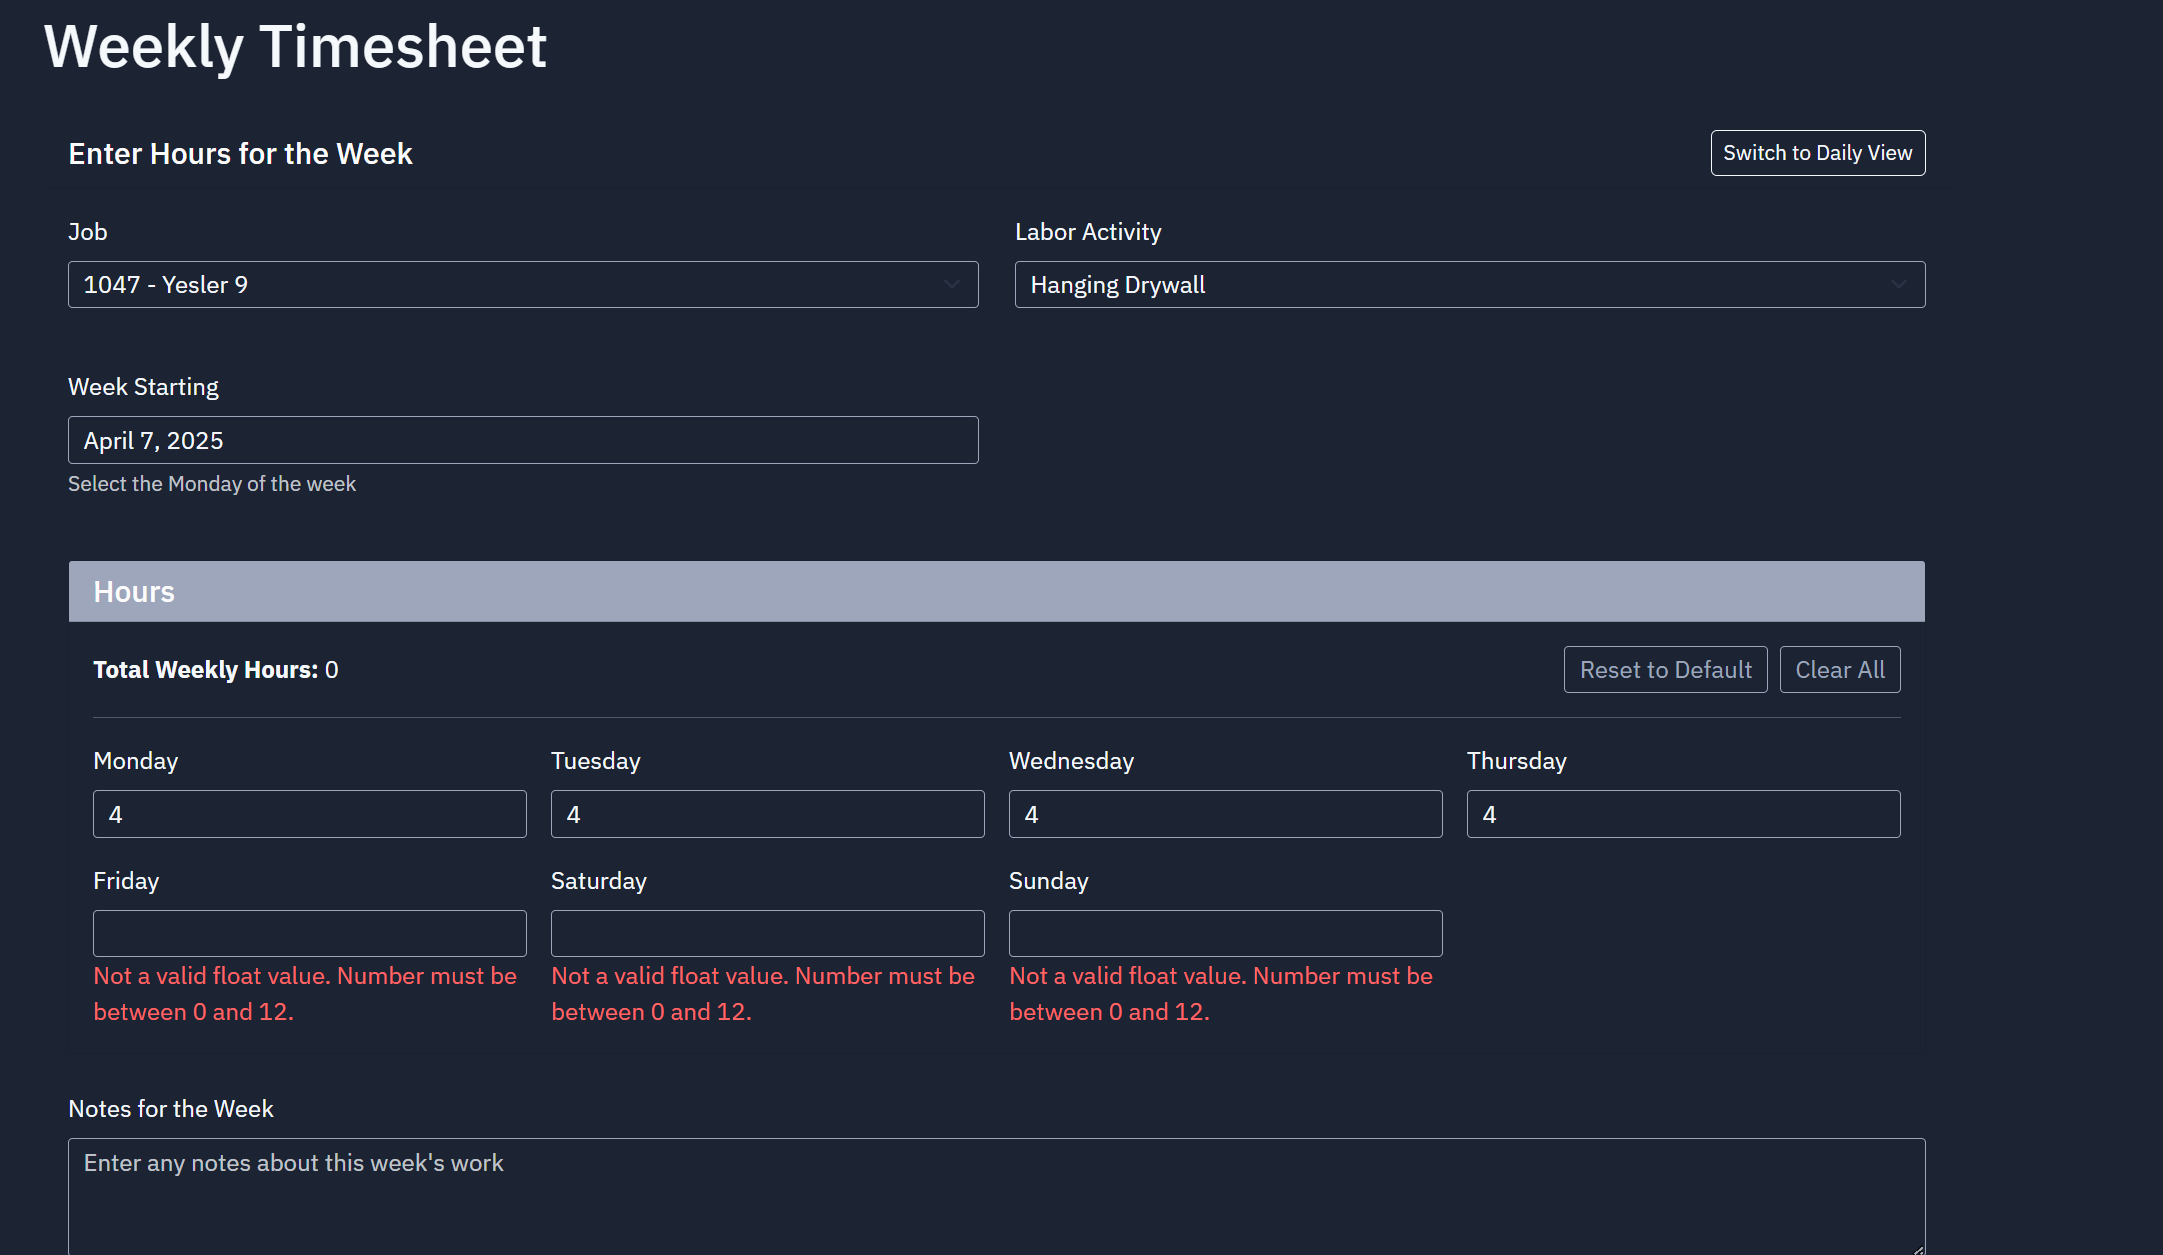 Weekly Timesheet
Enter Hours for the Week
Switch to Daily View
Job
Labor Activity
1047 - Yesler 9
Hanging Drywall
Week Starting
April 7, 2025
Select the Monday of the week
Hours
Total Weekly Hours: 0
Reset to Default
Clear All
Monday
Tuesday
Wednesday
Thursday
4
4
4
4
Friday
Saturday
Sunday
Not a valid float value. Number must be
between 0 and 12.
Not a valid float value. Number must be
between 0 and 12.
Not a valid float value. Number must be
between 0 and 12.
Notes for the Week
Enter any notes about this week's work